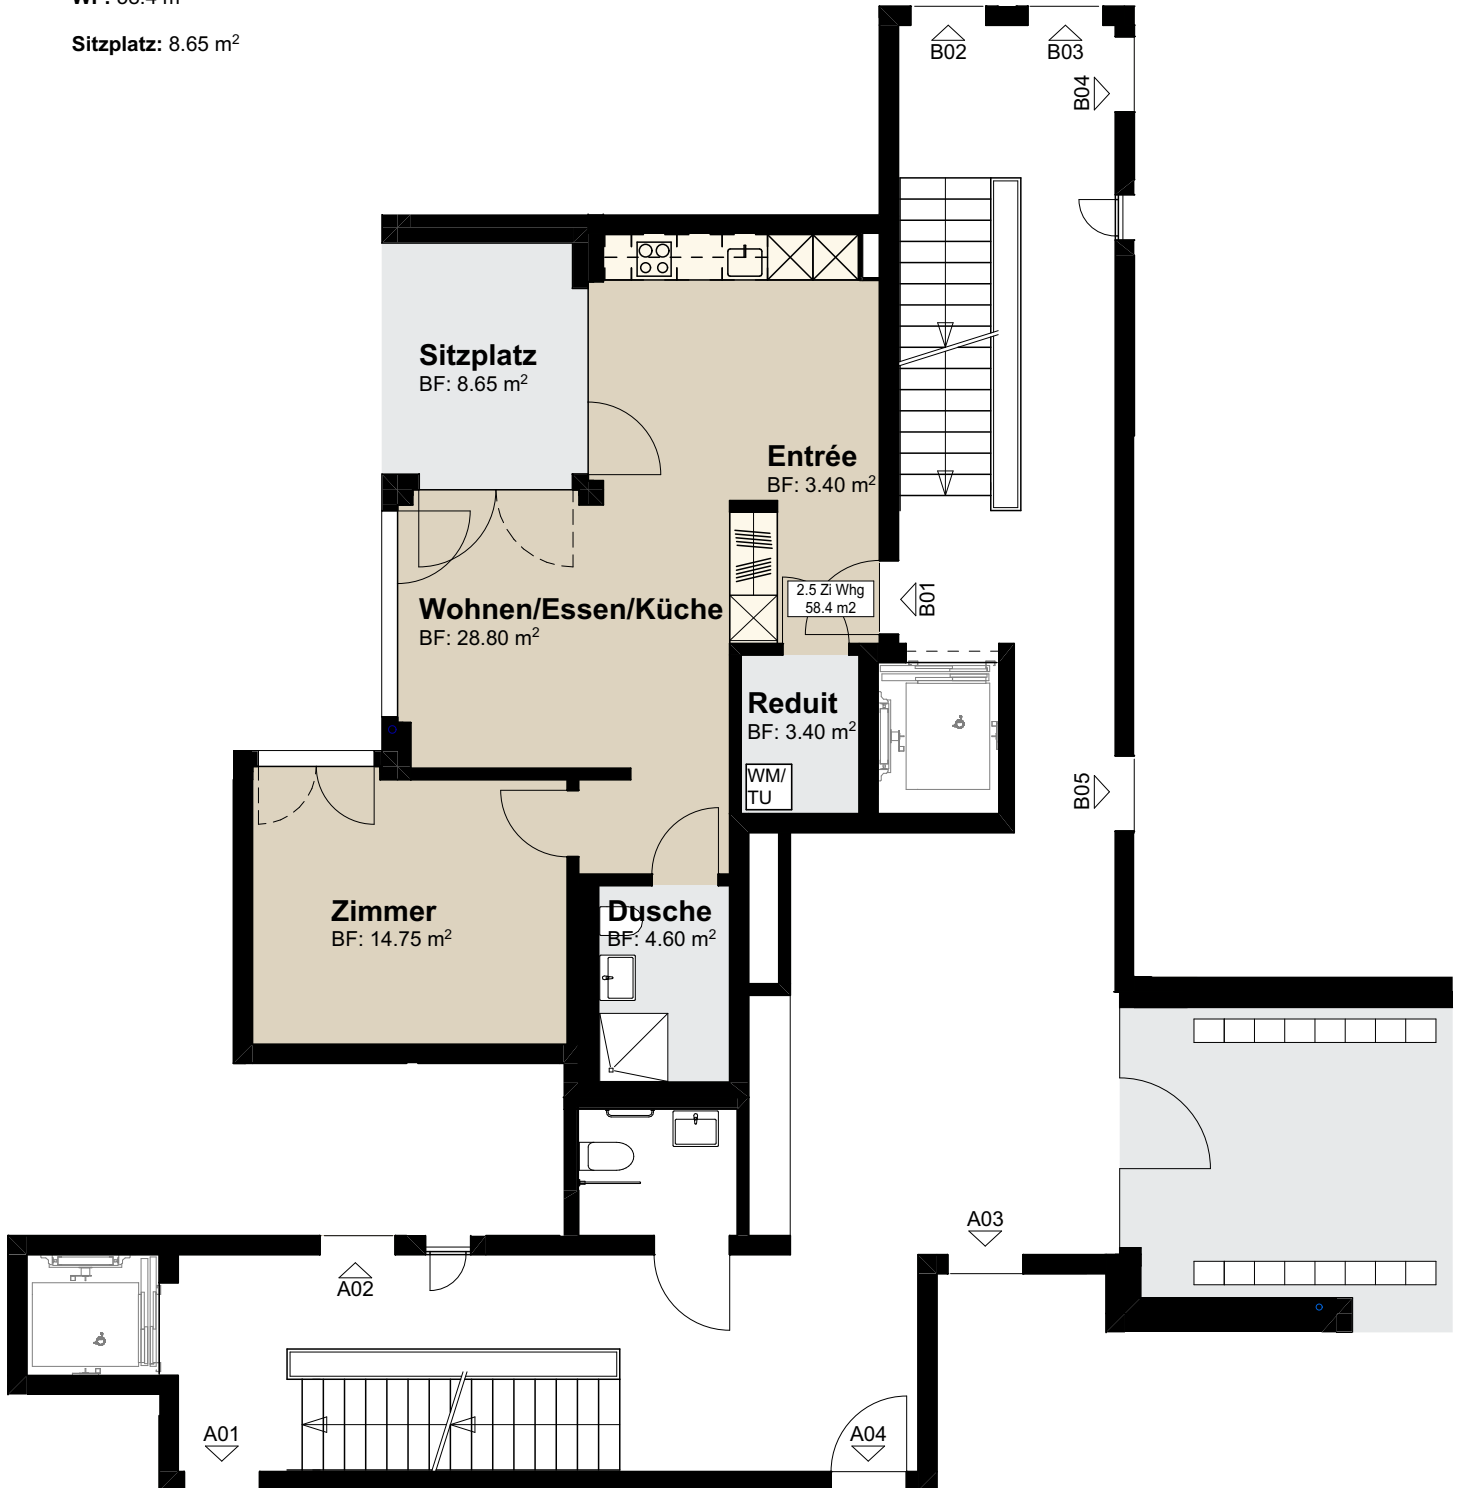 Sitzplatz: 8.65 m²
B02
B03
B04
Sitzplatz
BF: 8.65 m²
Entrée
BF: 3.40 m²
2.5 Zi Whg
58.4 m2
B01
Wohnen/Essen/Küche
BF: 28.80 m²
Reduit
BF: 3.40 m²
WM/
TU
B05
Zimmer
BF: 14.75 m²
Dusche
BF: 4.60 m²
A03
A02
A01
A04